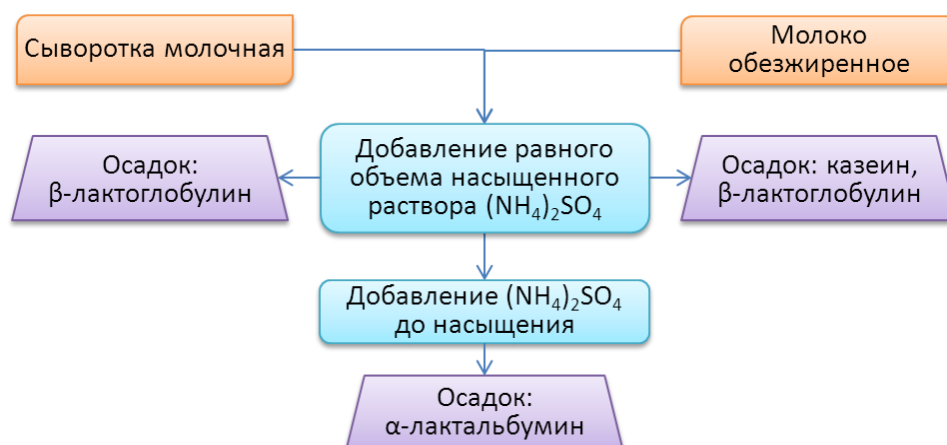 Сыворотка молочная
Молоко
обезжиренное
Осадок:
β-лактоглобулин
Добавление равного
объема насыщенного
раствора (NH₄)₂SO₄
Осадок: казеин,
β-лактоглобулин
Добавление (NH₄)₂SO₄
до насыщения
Осадок:
α-лактальбумин